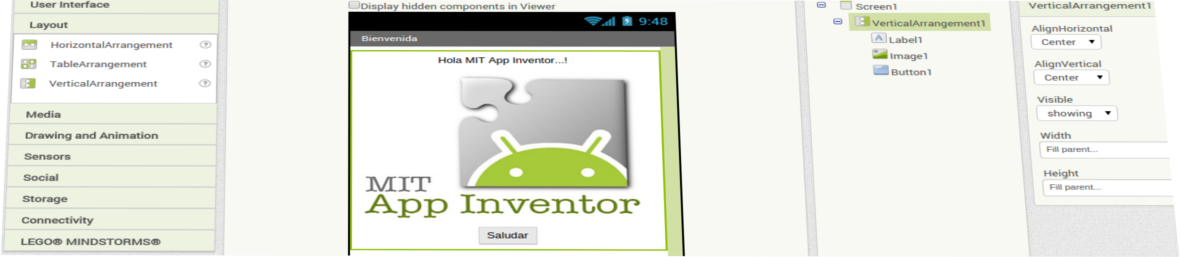 User Interface
Layout
HorizontalArrangement
TableArrangement
VerticalArrangement
Media
Drawing and Animation
Sensors
Social
Storage
Connectivity
LEGO® MINDSTORMS®
Display hidden components in Viewer
9:48
Bienvenida
Hola MIT App Inventor...!
MIT
App Inventor
Saludar
Screen1
VerticalArrangement1
Label1
Image1
Button1
VerticalArrangement1
AlignHorizontal
Center
AlignVertical
Center
Visible
showing
Width
Fill parent...
Height
Fill parent...